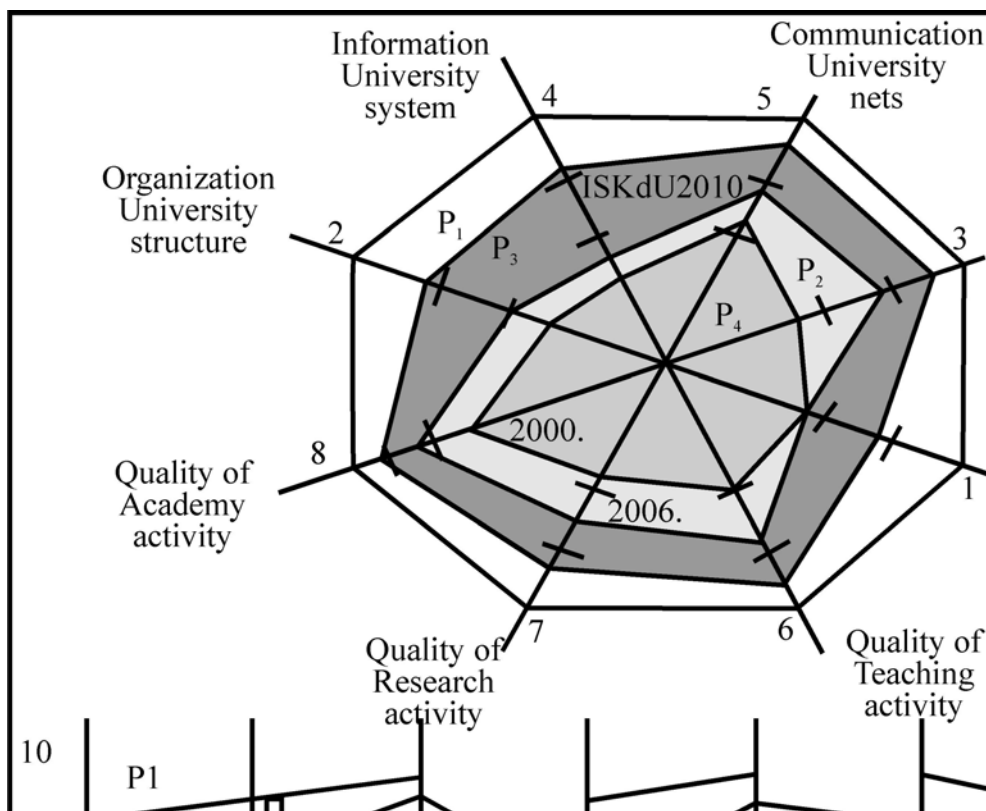 Information
University
system
4
Communication
University
nets
5
Organization
University
structure
2
P₁
P₃
ISKdU2010
P₂
P₄
3
2000.
2006.
8
Quality of
Academy
activity
1
7
Quality of
Research
activity
6
Quality of
Teaching
activity
10
P1